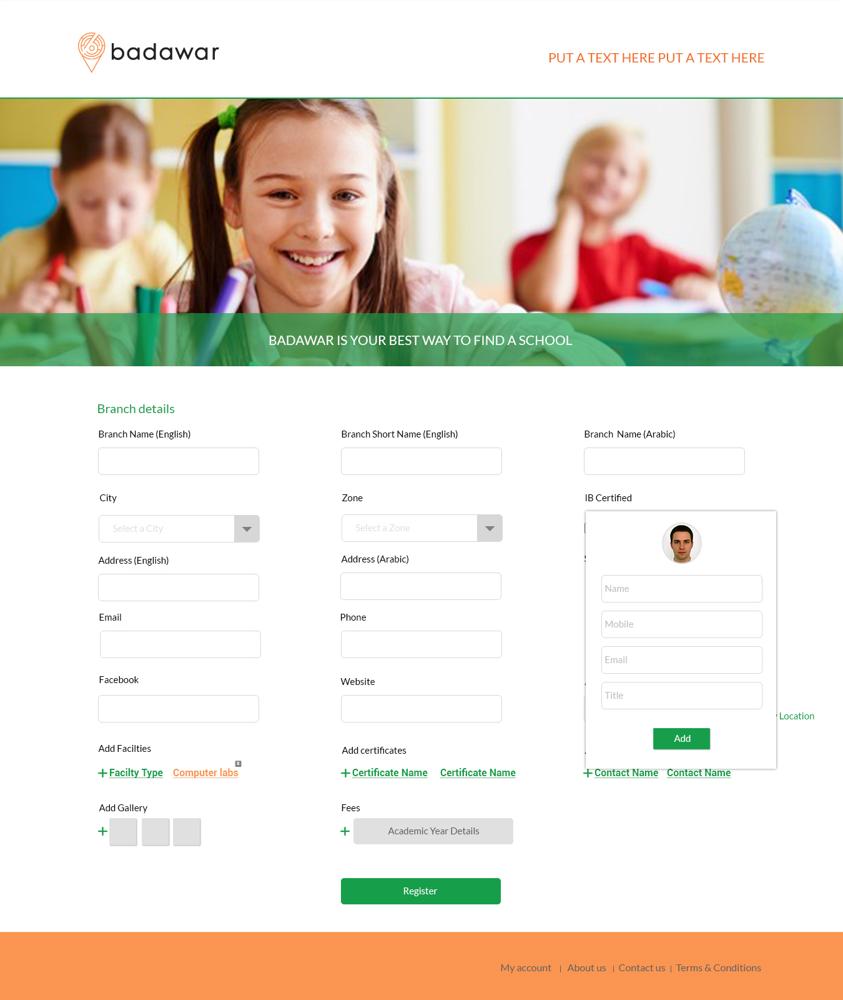 badawar
PUT A TEXT HERE PUT A TEXT HERE
BADAWAR IS YOUR BEST WAY TO FIND A SCHOOL
Branch details
Branch Name (English)
Branch Short Name (English)
Branch Name (Arabic)
City
Zone
IB Certified
Select a City
Select a Zone
Address (English)
Address (Arabic)
Name
Email
Phone
Mobile
Email
Facebook
Website
Title
Location
Add
Add Facilties
Add certificates
Facilty Type
Computer labs
x
Certificate Name
Certificate Name
Contact Name
Contact Name
Add Gallery
Fees
Academic Year Details
Register
My account | About us | Contact us | Terms & Conditions